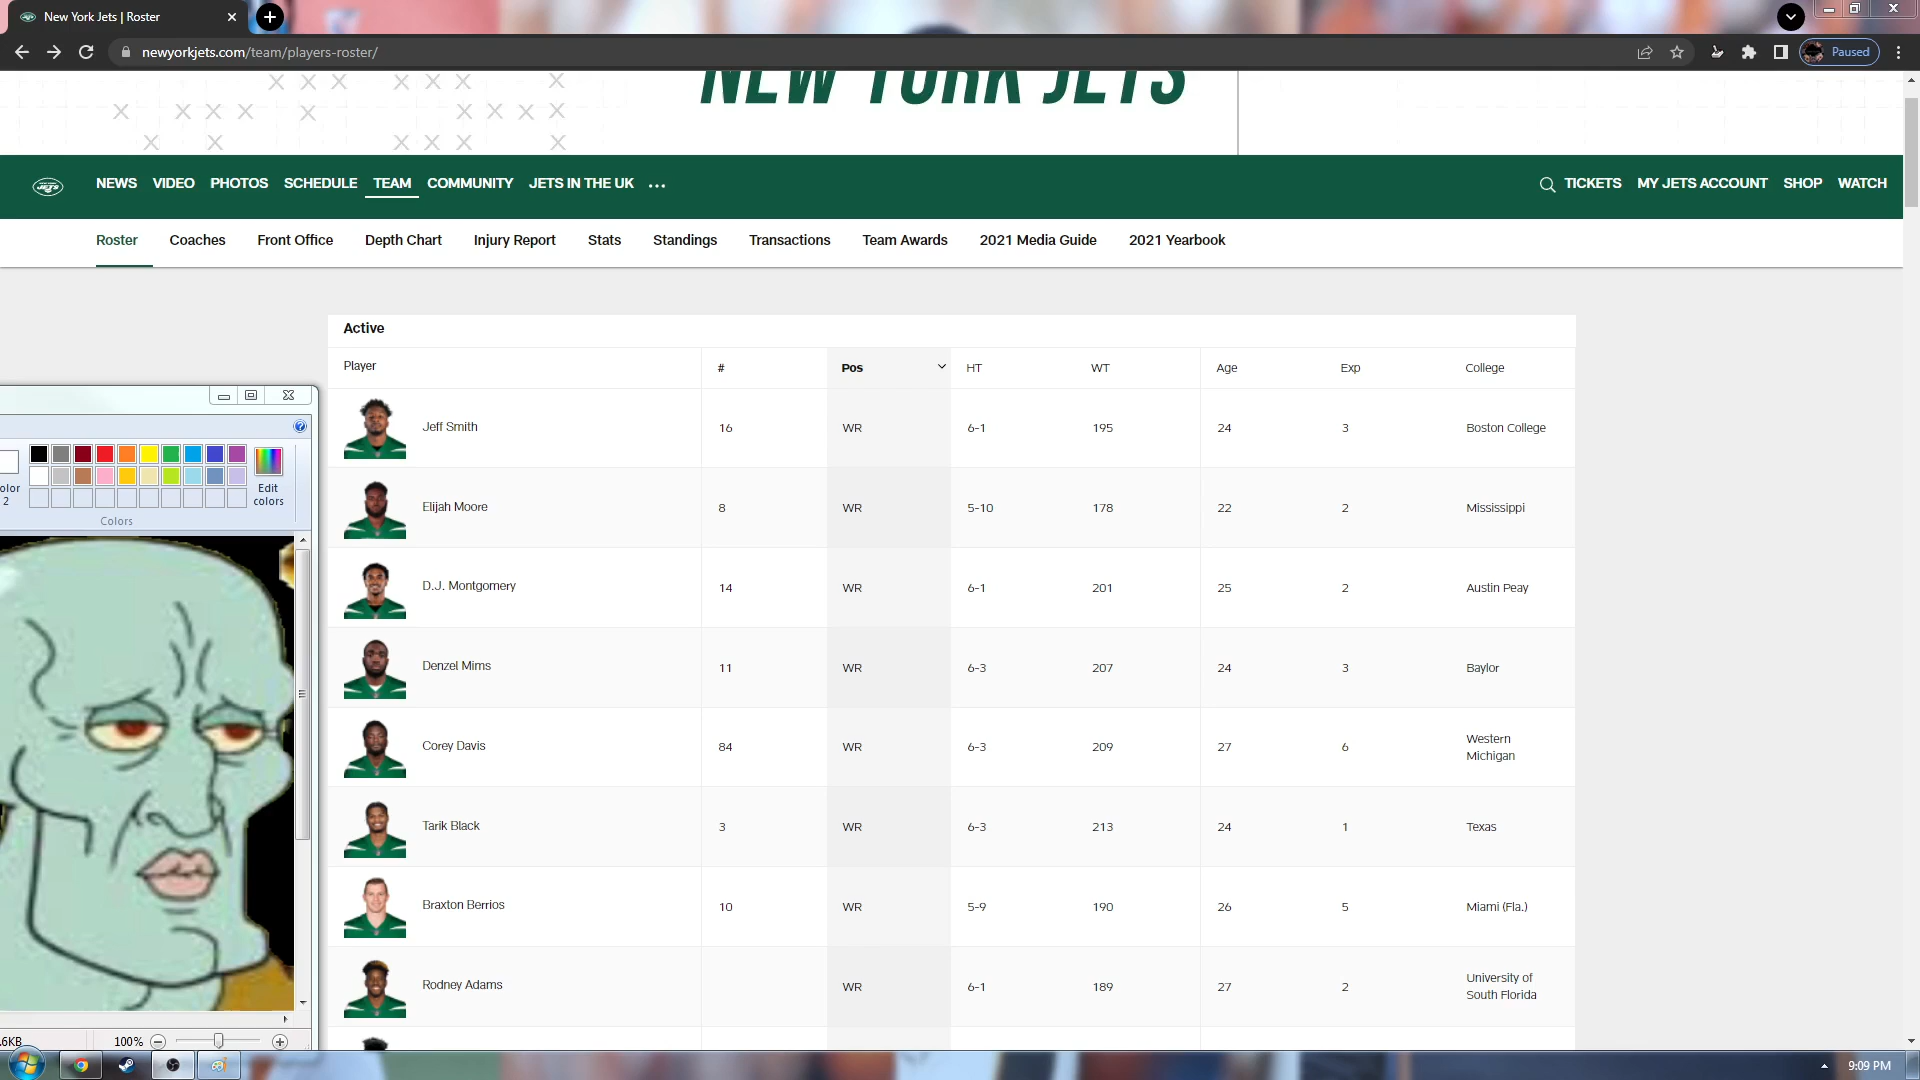 New York Jets | Roster
newyorkjets.com/team/players-roster/
Paused
NEW YORK JETS
JETS
NEWS VIDEO PHOTOS SCHEDULE TEAM COMMUNITY JETS IN THE UK ...
TICKETS MY JETS ACCOUNT SHOP WATCH
Roster Coaches Front Office Depth Chart Injury Report Stats Standings Transactions Team Awards 2021 Media Guide 2021 Yearbook
Active
Player # Pos HT WT Age Exp College
Jeff Smith 16 WR 6-1 195 24 3 Boston College
Elijah Moore 8 WR 5-10 178 22 2 Mississippi
D.J. Montgomery 14 WR 6-1 201 25 2 Austin Peay
Denzel Mims 11 WR 6-3 207 24 3 Baylor
Corey Davis 84 WR 6-3 209 27 6 Western
Michigan
Tarik Black 3 WR 6-3 213 24 1 Texas
Braxton Berrios 10 WR 5-9 190 26 5 Miami (Fla.)
Rodney Adams WR 6-1 189 27 2 University of
South Florida
olor
2
Edit
colors
Colors
.6KB
100%
9:09 PM